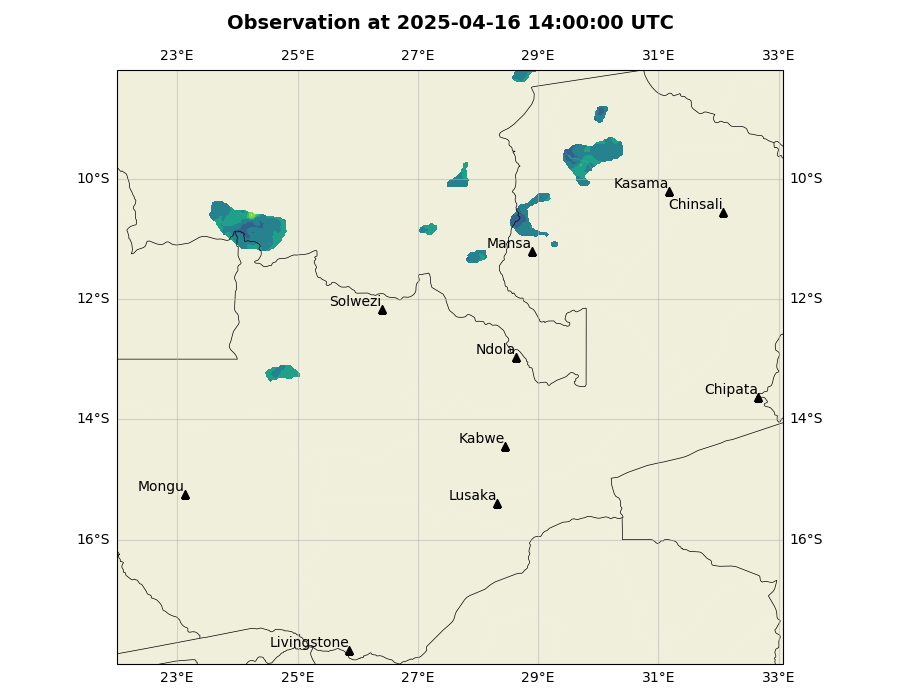 Observation at 2025-04-16 14:00:00 UTC
23°E 25°E 27°E 29°E 31°E 33°E
10°S 10°S
Kasama
Chinsali
Mansa
12°S 12°S
Solwezi
Ndola
Chipata
14°S 14°S
Kabwe
Mongu
Lusaka
16°S 16°S
Livingstone
23°E 25°E 27°E 29°E 31°E 33°E